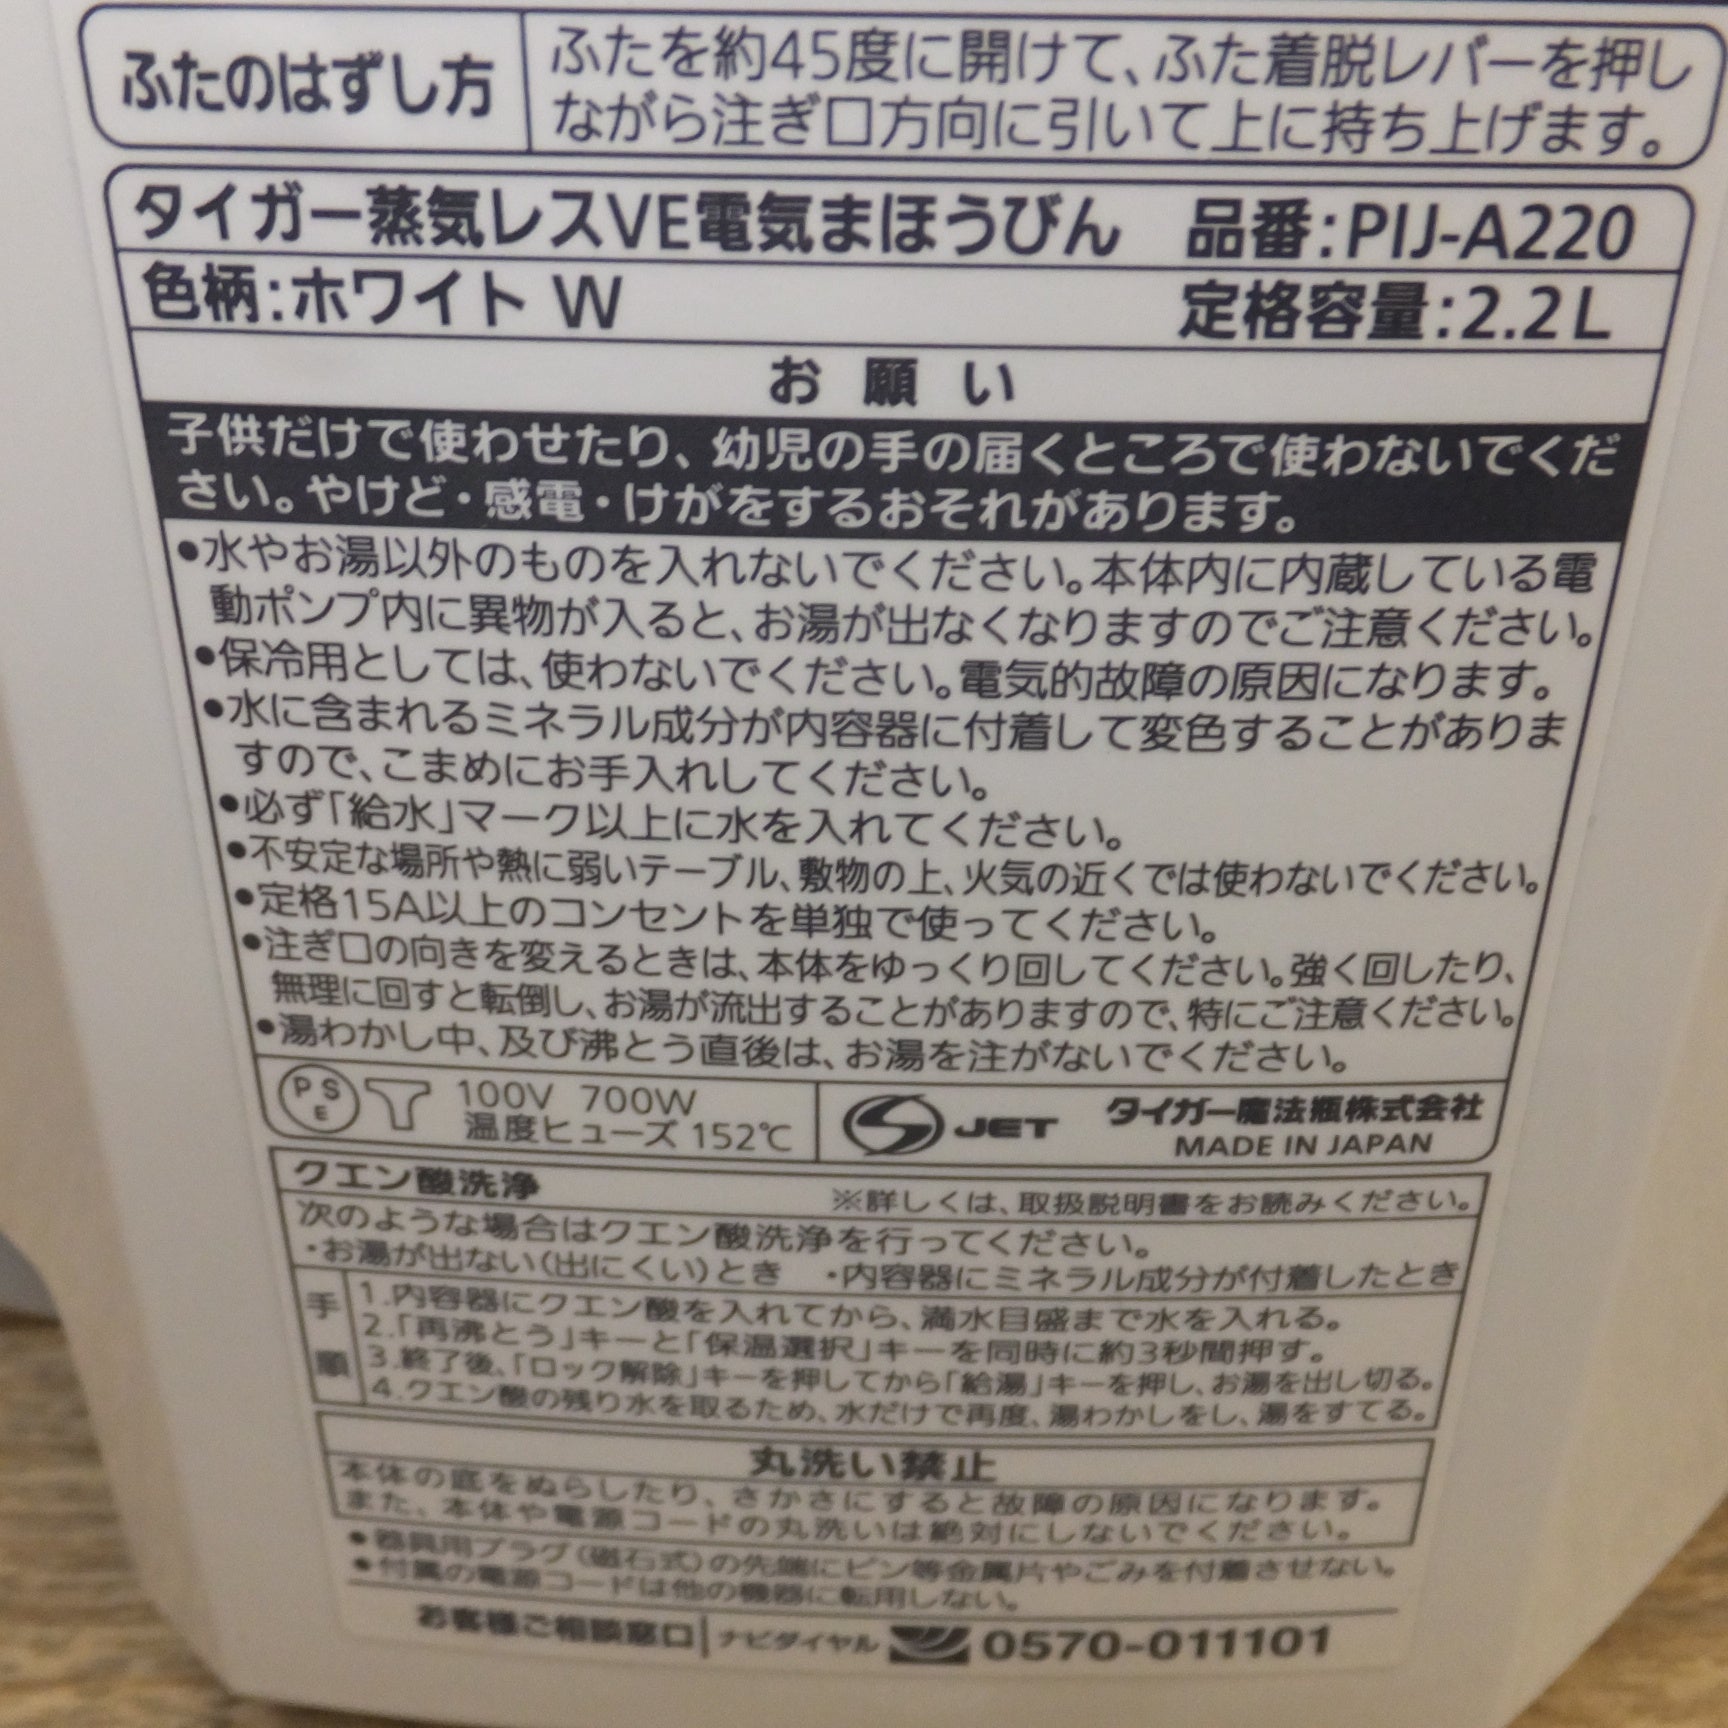 ふたのはずし方
ふたを約45度に開けて、ふた着脱レバーを押し
ながら注ぎ口方向に引いて上に持ち上げます。
タイガー蒸気レスVE電気まほうびん 品番:PIJ-A220
色柄:ホワイト W 定格容量:2.2L
お願い
子供だけで使わせたり、幼児の手の届くところで使わないでくだ
さい。やけど・感電・けがをするおそれがあります。
●水やお湯以外のものを入れないでください。本体内に内蔵している電
動ポンプ内に異物が入ると、お湯が出なくなりますのでご注意ください。
●保冷用としては、使わないでください。電気的故障の原因になります。
●水に含まれるミネラル成分が内容器に付着して変色することがありま
すので、こまめにお手入れしてください。
●必ず「給水」マーク以上に水を入れてください。
●不安定な場所や熱に弱いテーブル、敷物の上、火気の近くでは使わないでください。
●定格15A以上のコンセントを単独で使ってください。
●注ぎ口の向きを変えるときは、本体をゆっくり回してください。強く回したり、
無理に回すと転倒し、お湯が流出することがありますので、特にご注意ください。
●湯わかし中、及び沸とう直後は、お湯を注がないでください。
PSE 100V 700W
温度ヒューズ 152℃
JET
タイガー魔法瓶株式会社
MADE IN JAPAN
クエン酸洗浄
※詳しくは、取扱説明書をお読みください。
次のような場合はクエン酸洗浄を行ってください。
・お湯が出ない(出にくい)とき ・内容器にミネラル成分が付着したとき
手順
1.内容器にクエン酸を入れてから、満水目盛まで水を入れる。
2.「再沸とう」キーと「保温選択」キーを同時に約3秒間押す。
3.終了後、「ロック解除」キーを押してから「給湯」キーを押し、お湯を出し切る。
4.クエン酸の残り水を取るため、水だけで再度、湯わかしをし、湯をすてる。
丸洗い禁止
本体の底をぬらしたり、さかさにすると故障の原因になります。
また、本体や電源コードの丸洗いは絶対にしないでください。
●器具用プラグ(磁石式)の先端にピン等金属片やごみを付着させない。
●付属の電源コードは他の機器に転用しない。
お客様ご相談窓口 ナビダイヤル 0570-011101